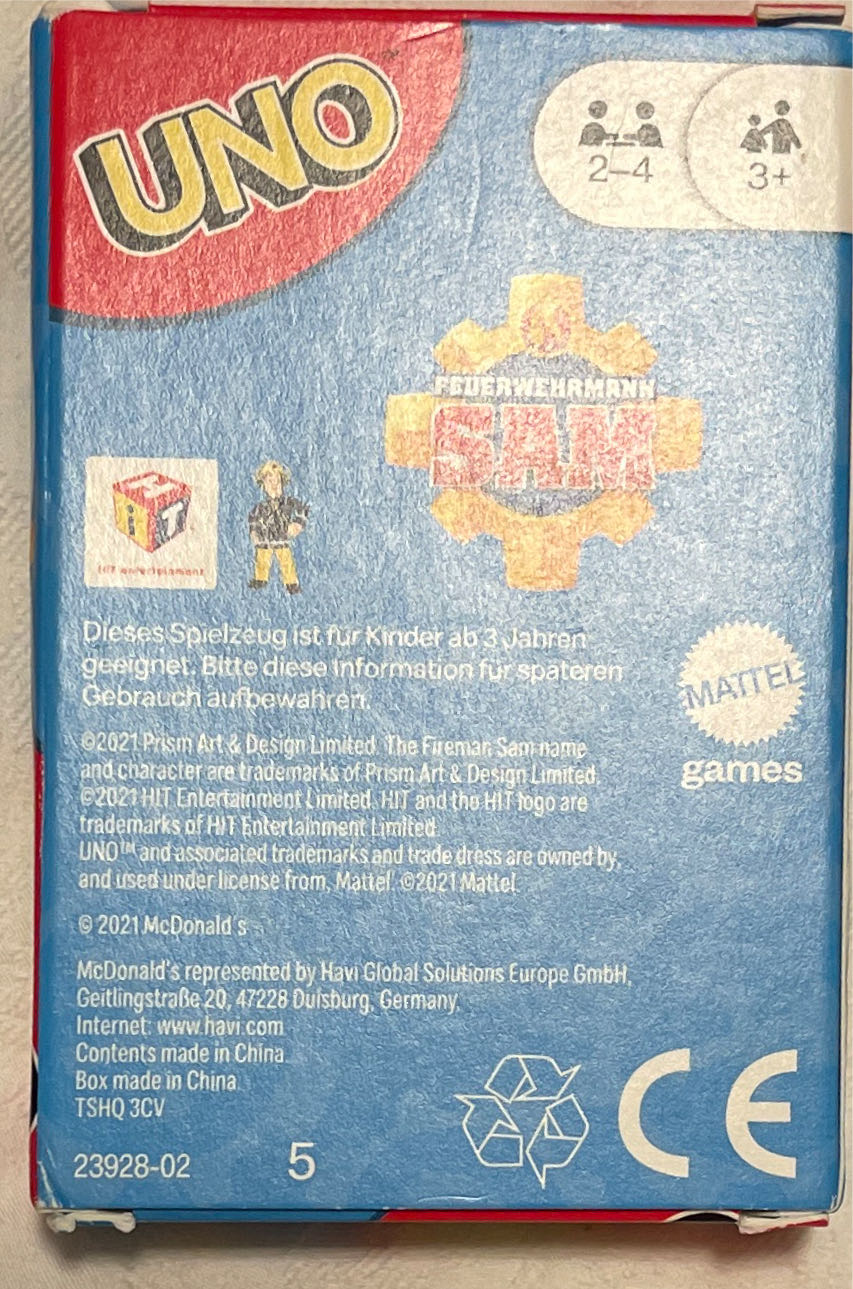 UNO
2–4
3+
FEUERWEHRMANN
SAM
HiT
HIT entertainment
Dieses Spielzeug ist für Kinder ab 3 Jahren
geeignet. Bitte diese Information für späteren
Gebrauch aufbewahren.
MATTEL
games
©2021 Prism Art & Design Limited. The Fireman Sam name
and character are trademarks of Prism Art & Design Limited.
©2021 HIT Entertainment Limited. HIT and the HIT logo are
trademarks of HIT Entertainment Limited.
UNO™ and associated trademarks and trade dress are owned by,
and used under license from, Mattel. ©2021 Mattel.
© 2021 McDonald's
McDonald's represented by Havi Global Solutions Europe GmbH,
Geitlingstraße 20, 47228 Duisburg, Germany,
Internet: www.havi.com
Contents made in China
Box made in China
TSHQ 3CV
23928-02
5
CE